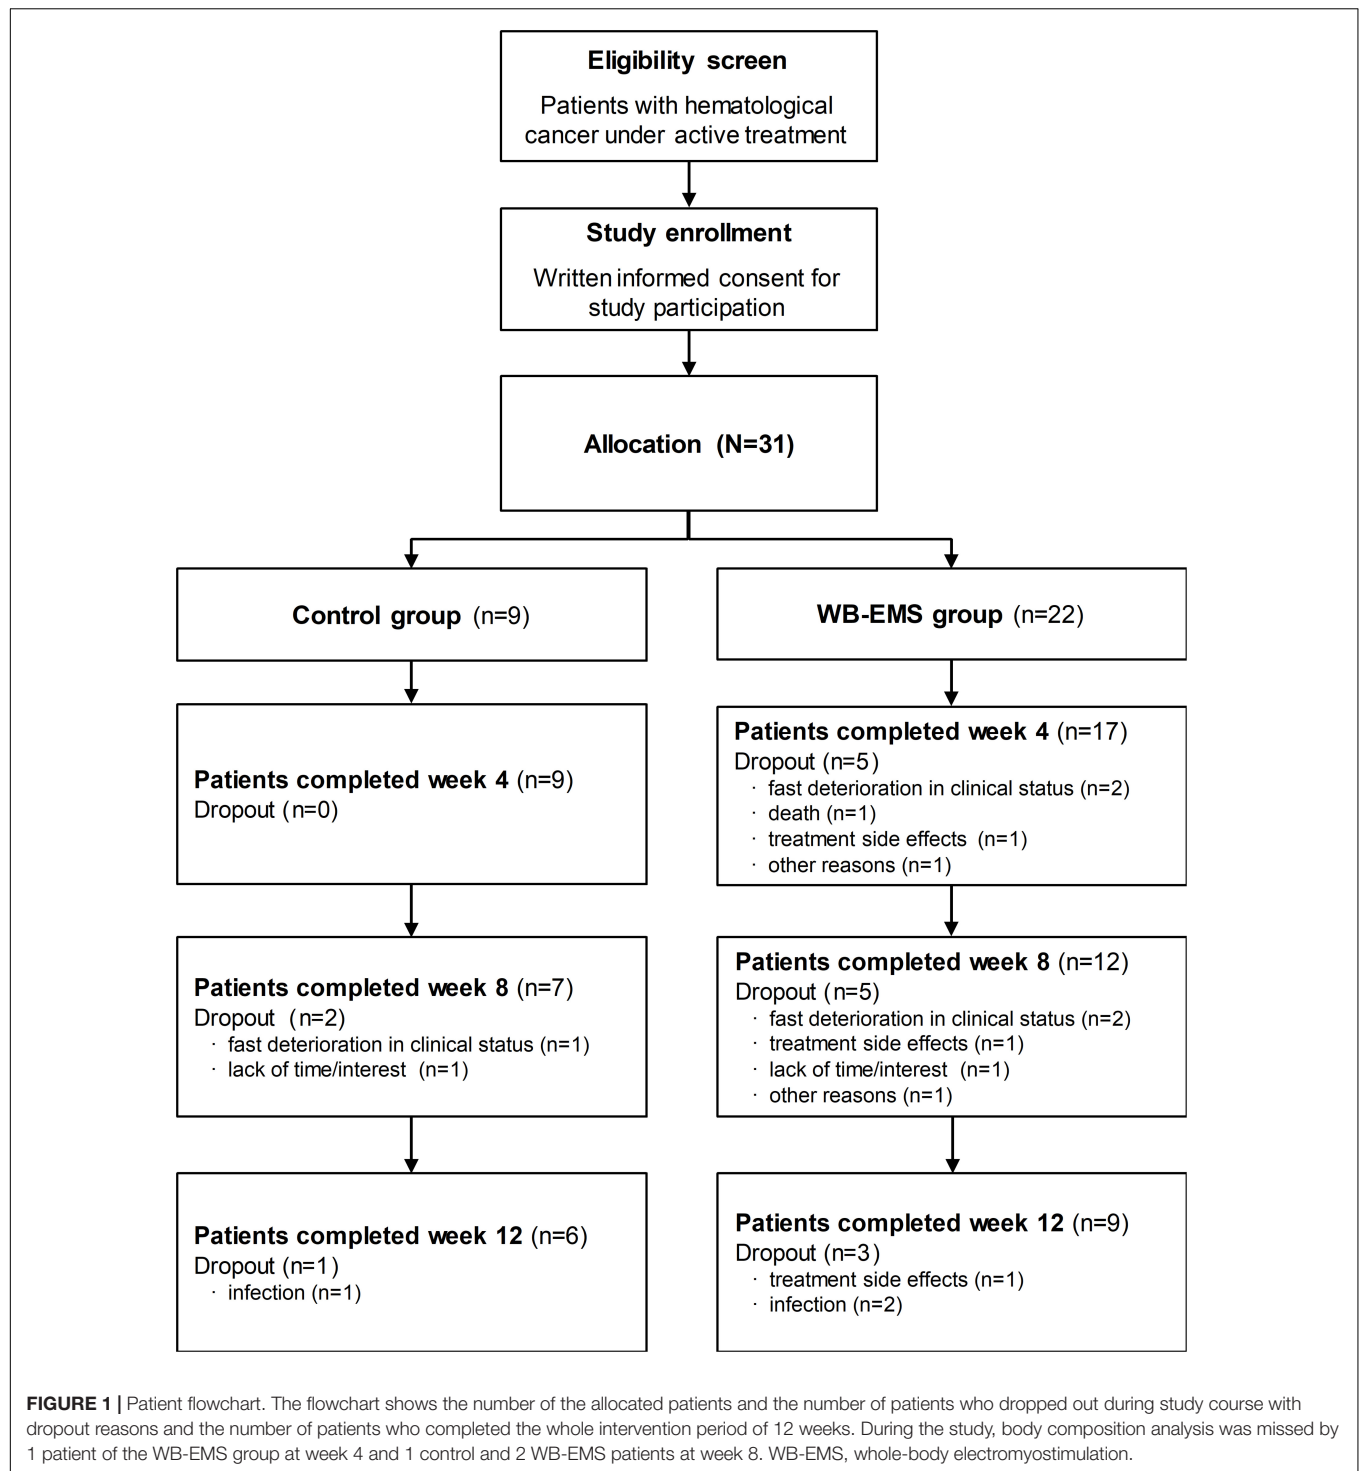 Eligibility screen
Patients with hematological
cancer under active treatment
Study enrollment
Written informed consent for
study participation
Allocation (N=31)
Control group (n=9)
WB-EMS group (n=22)
Patients completed week 4 (n=9)
Dropout (n=0)
Patients completed week 4 (n=17)
Dropout (n=5)
· fast deterioration in clinical status (n=2)
· death (n=1)
· treatment side effects (n=1)
· other reasons (n=1)
Patients completed week 8 (n=7)
Dropout (n=2)
· fast deterioration in clinical status (n=1)
· lack of time/interest (n=1)
Patients completed week 8 (n=12)
Dropout (n=5)
· fast deterioration in clinical status (n=2)
· treatment side effects (n=1)
· lack of time/interest (n=1)
· other reasons (n=1)
Patients completed week 12 (n=6)
Dropout (n=1)
· infection (n=1)
Patients completed week 12 (n=9)
Dropout (n=3)
· treatment side effects (n=1)
· infection (n=2)
FIGURE 1 | Patient flowchart. The flowchart shows the number of the allocated patients and the number of patients who dropped out during study course with
dropout reasons and the number of patients who completed the whole intervention period of 12 weeks. During the study, body composition analysis was missed by
1 patient of the WB-EMS group at week 4 and 1 control and 2 WB-EMS patients at week 8. WB-EMS, whole-body electromyostimulation.